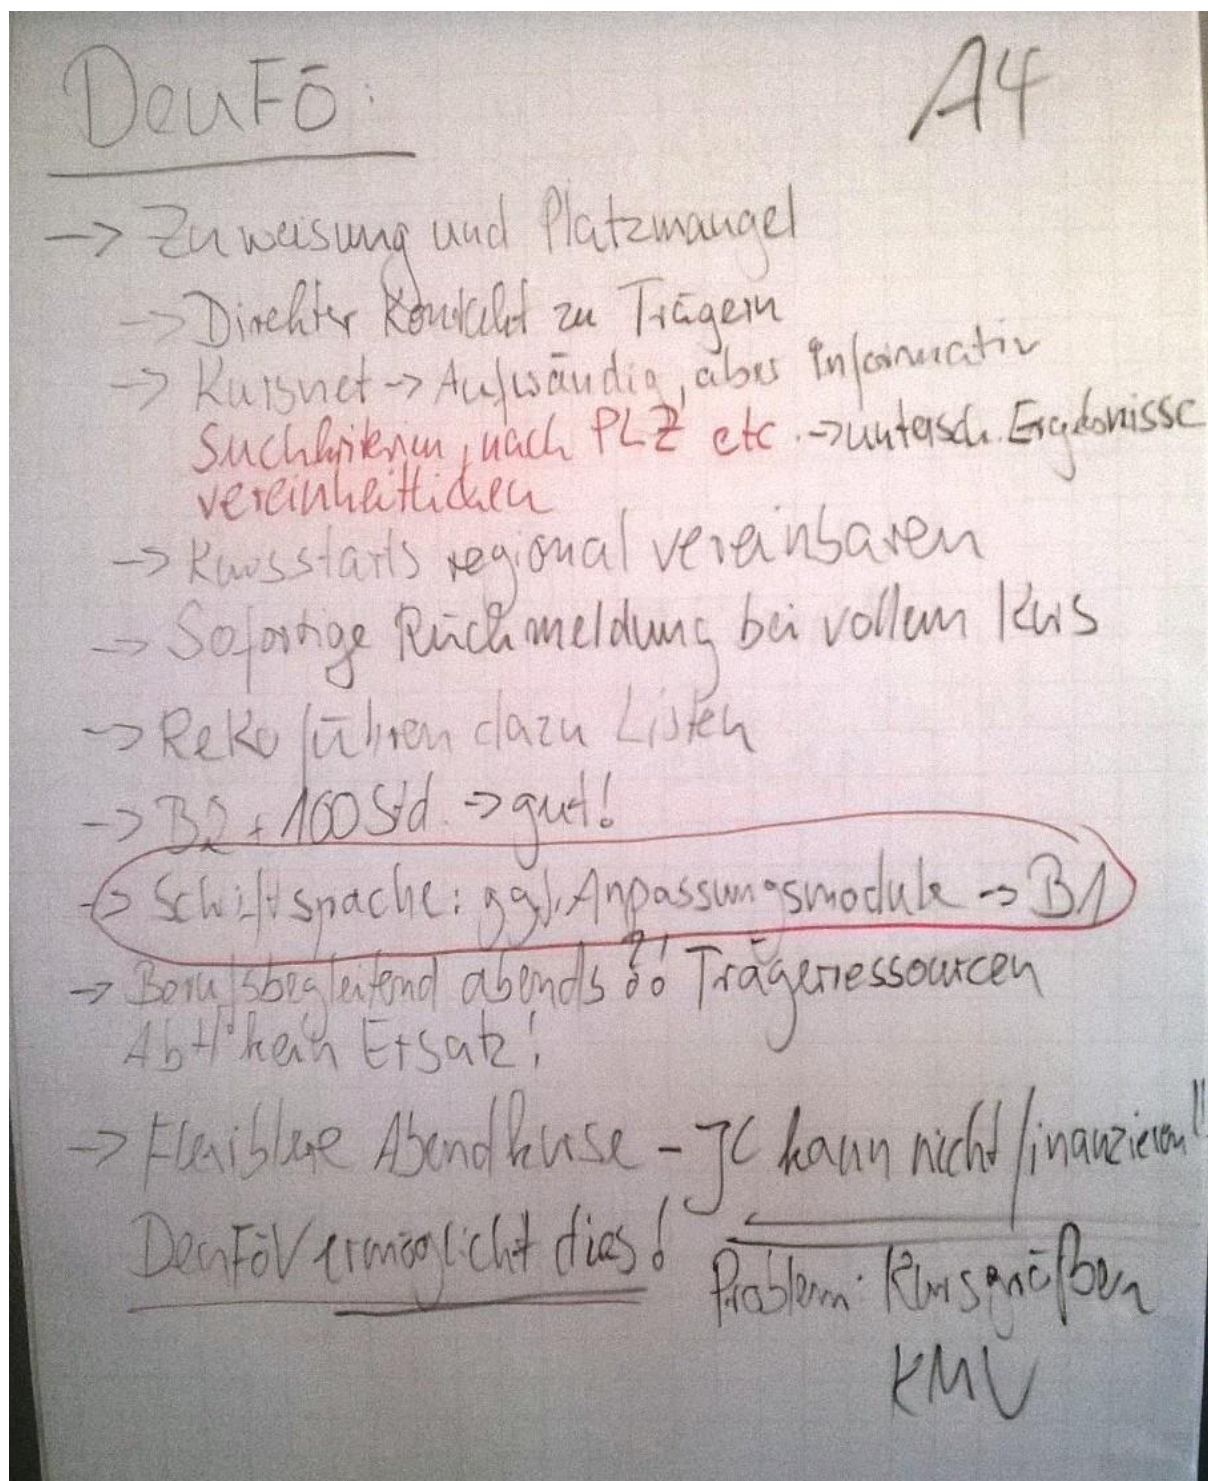 DeuFö: A4
-> Zuweisung und Platzmangel
-> Direkter Kontakt zu Trägern
-> Kursnet -> Aufwändig, aber informativ
Suchkriterien, nach PLZ etc. -> untersch. Ergebnisse
vereinheitlichen
-> Kursstarts regional vereinbaren
-> Sofortige Rückmeldung bei vollem Kurs
-> ReKo führen dazu Listen
-> B2 + 100 Std. -> gut!
-> Schriftsprache: ggf. Anpassungsmodule -> B1
-> Berufsbegleitend abends ?! Trägerressourcen
AbH kein Ersatz!
-> Flexiblere Abendkurse - JC kann nicht finanzieren!!
DeuFöV ermöglicht dies! Problem: Kursgrößen
KMU